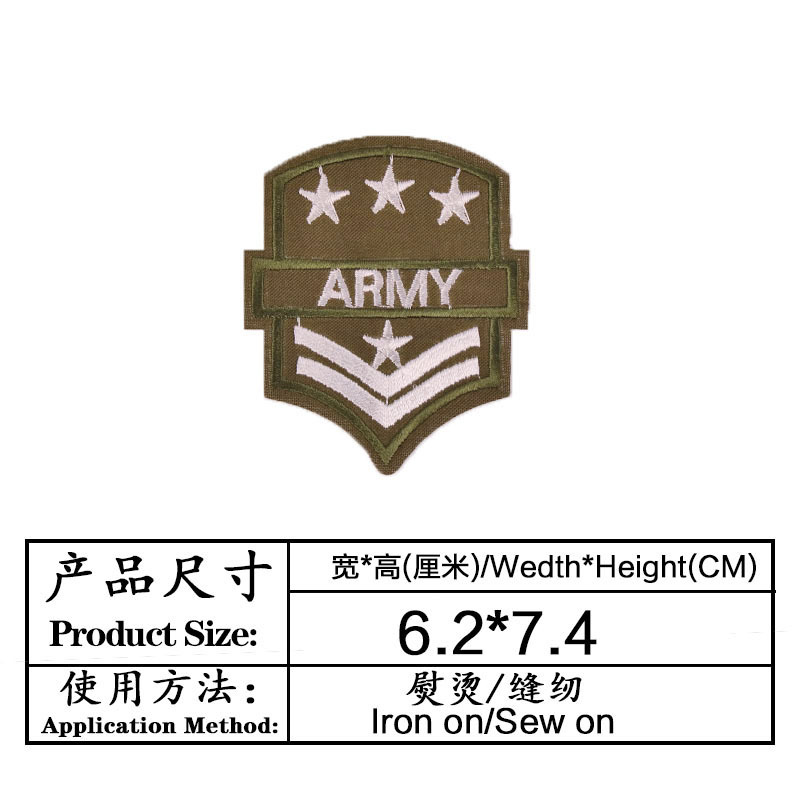 ARMY
产品尺寸
Product Size:
宽*高(厘米)/Wedth*Height(CM)
6.2*7.4
使用方法：
Application Method:
熨烫/缝纫
Iron on/Sew on